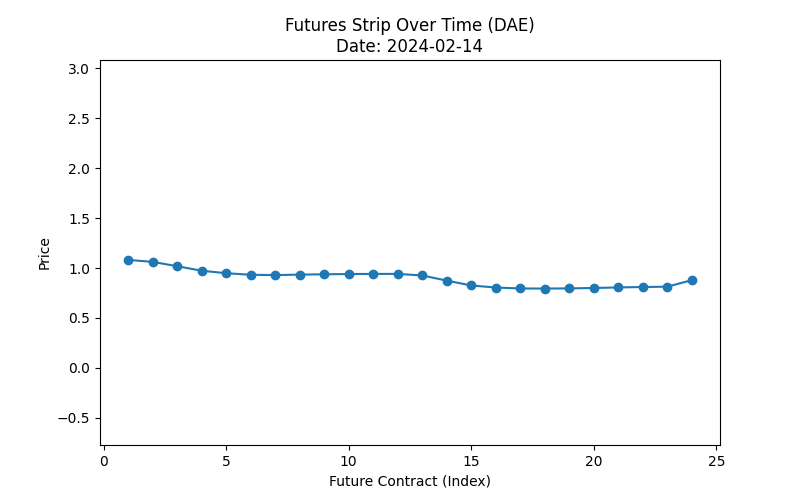 Futures Strip Over Time (DAE)
Date: 2024-02-14
Price
3.0
2.5
2.0
1.5
1.0
0.5
0.0
−0.5
0 5 10 15 20 25
Future Contract (Index)